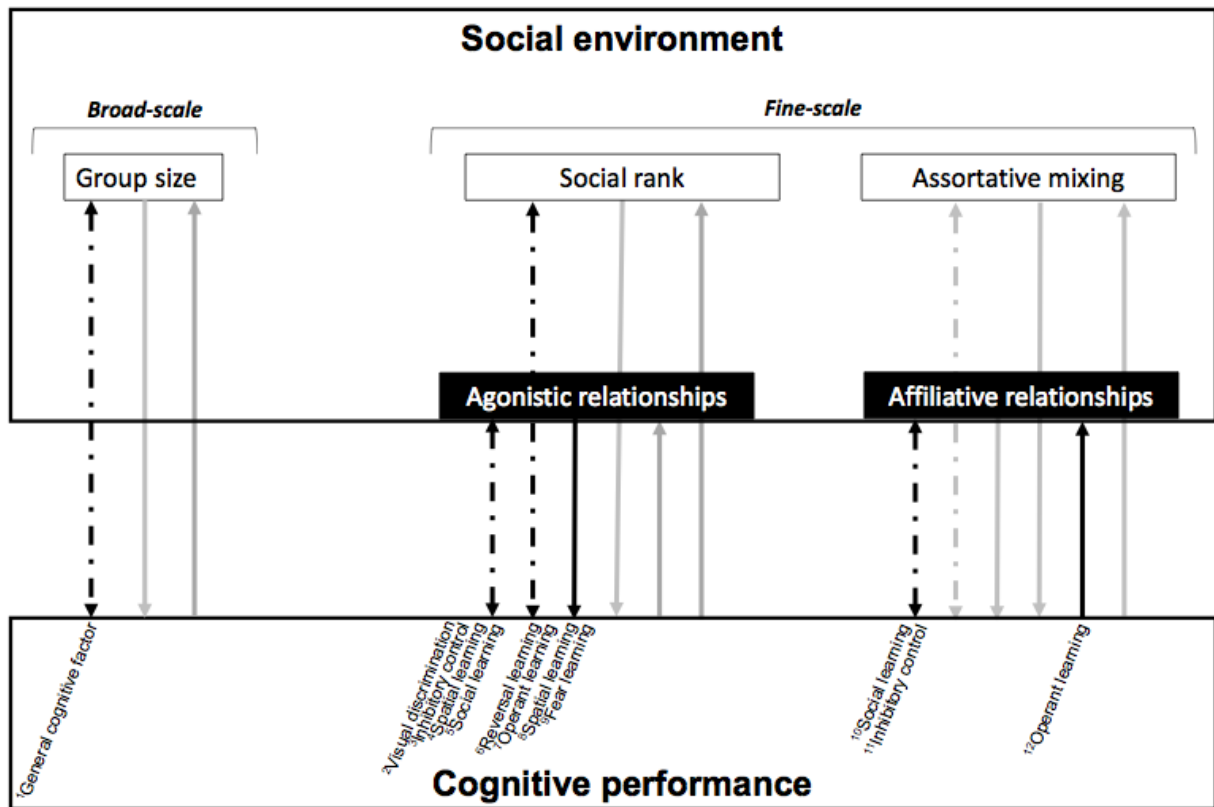 Social environment
Broad-scale
Fine-scale
Group size
Social rank
Assortative mixing
Agonistic relationships
Affiliative relationships
¹General cognitive factor
²Visual discrimination
³Inhibitory control
⁴Spatial learning
⁵Social learning
⁶Reversal learning
⁷Operant learning
⁸Spatial learning
⁹Fear learning
¹⁰Social learning
¹¹Inhibitory control
¹²Operant learning
Cognitive performance